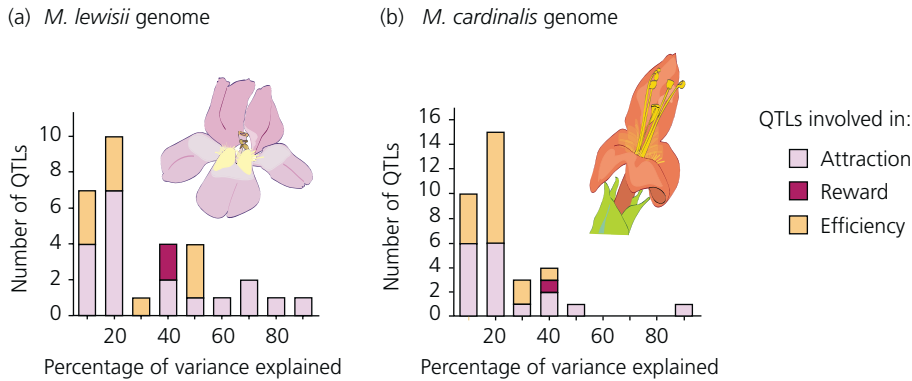 (a) M. lewisii genome
Number of QTLs
10
8
6
4
2
0
20 40 60 80
Percentage of variance explained
(b) M. cardinalis genome
Number of QTLs
16
14
12
10
8
6
4
2
0
20 40 60 80
Percentage of variance explained
QTLs involved in:
Attraction
Reward
Efficiency